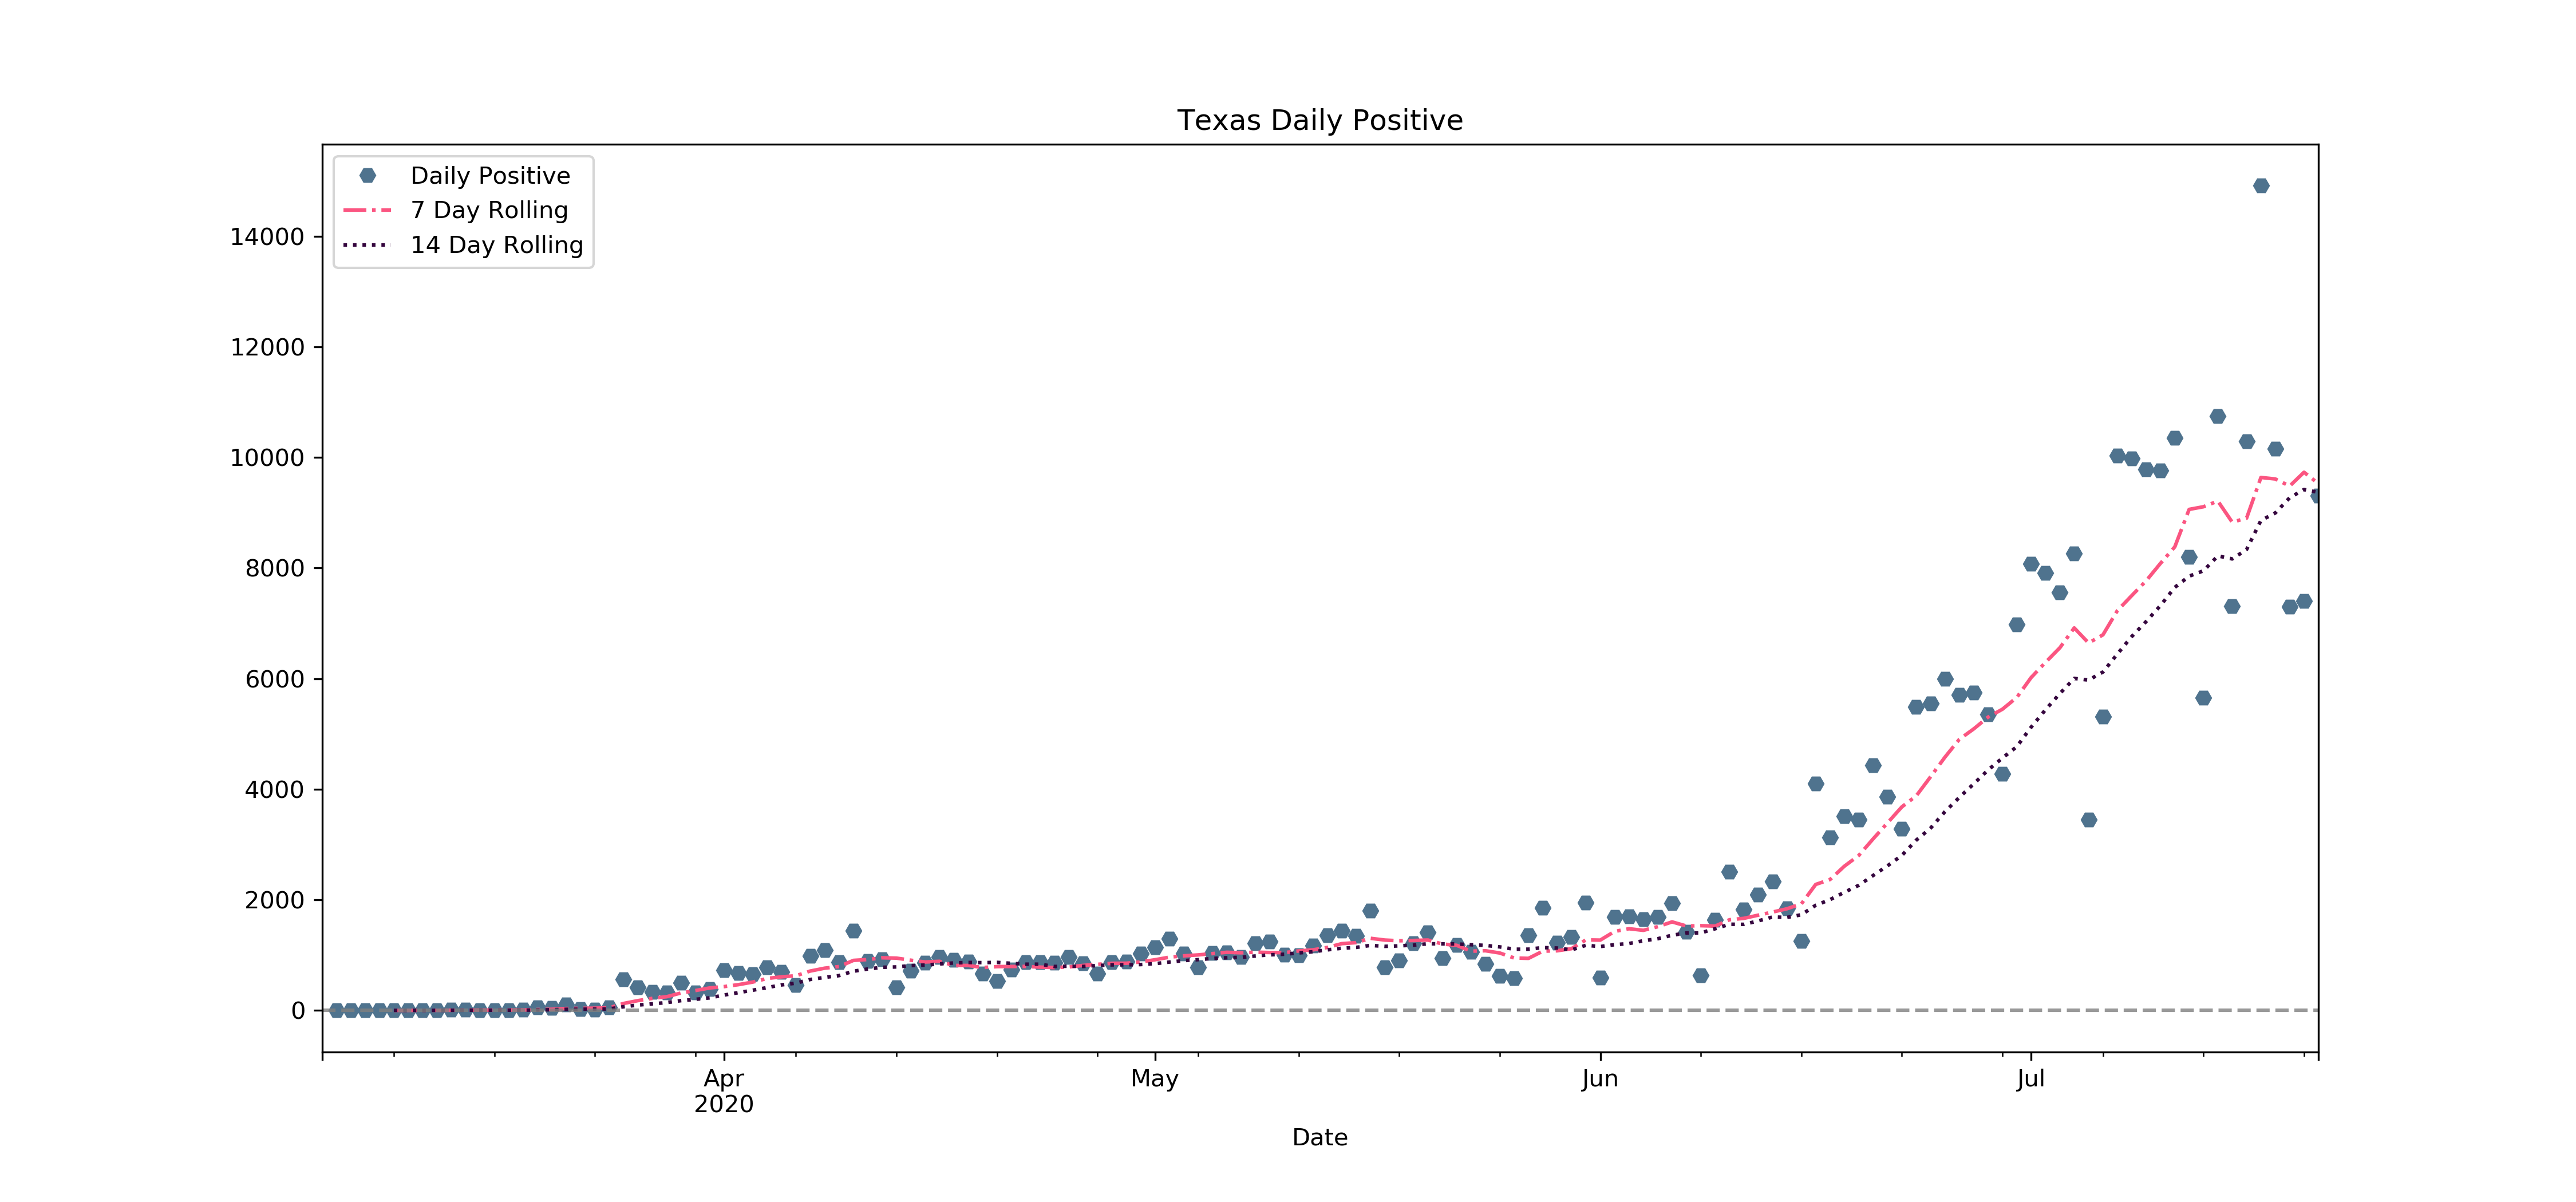 Texas Daily Positive
Daily Positive
7 Day Rolling
14 Day Rolling
14000
12000
10000
8000
6000
4000
2000
0
Apr May Jun Jul
2020
Date